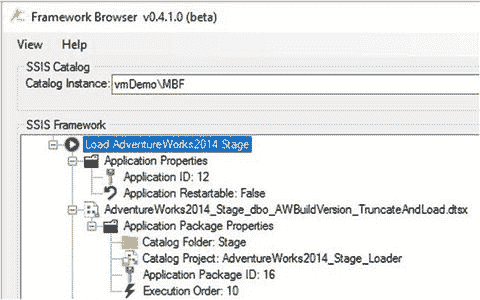 Framework Browser v0.4.1.0 (beta)
View Help
SSIS Catalog
Catalog Instance: vmDemo\MBF
SSIS Framework
Load AdventureWorks2014 Stage
Application Properties
Application ID: 12
Application Restartable: False
AdventureWorks2014_Stage_dbo_AWBuildVersion_TruncateAndLoad.dtsx
Application Package Properties
Catalog Folder: Stage
Catalog Project: AdventureWorks2014_Stage_Loader
Application Package ID: 16
Execution Order: 10